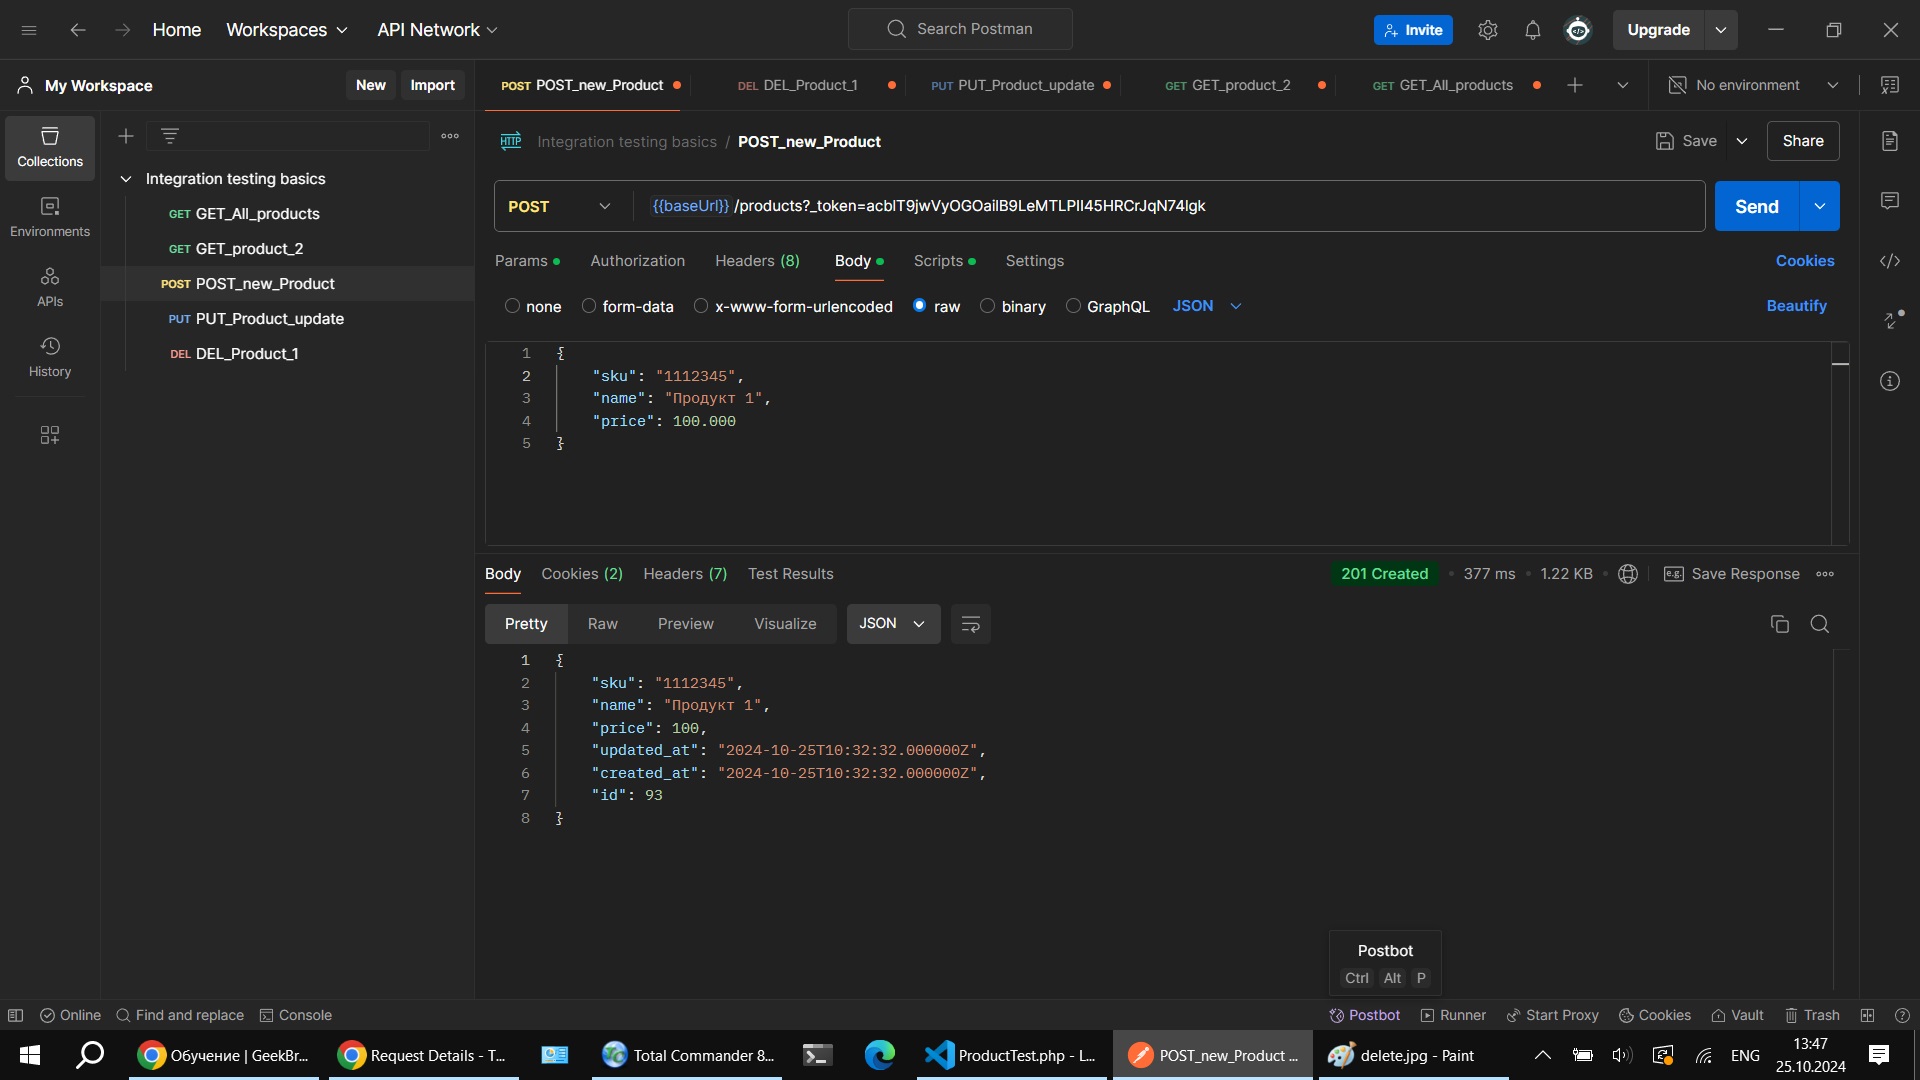 Home Workspaces API Network Search Postman Invite Upgrade
My Workspace New Import POST POST_new_Product DEL DEL_Product_1 PUT PUT_Product_update GET GET_product_2 GET GET_All_products No environment
Collections
Environments
APIs
History
Integration testing basics
GET GET_All_products
GET GET_product_2
POST POST_new_Product
PUT PUT_Product_update
DEL DEL_Product_1
HTTP Integration testing basics / POST_new_Product Save Share
POST {{baseUrl}} /products?_token= Send
Params Authorization Headers (8) Body Scripts Settings Cookies
none form-data x-www-form-urlencoded raw binary GraphQL JSON Beautify
1 {
2 "sku": "1112345",
3 "name": "Продукт 1",
4 "price": 100.000
5 }
Body Cookies (2) Headers (7) Test Results 201 Created 377 ms 1.22 KB e.g. Save Response
Pretty Raw Preview Visualize JSON
1 {
2 "sku": "1112345",
3 "name": "Продукт 1",
4 "price": 100,
5 "updated_at": "2024-10-25T10:32:32.000000Z",
6 "created_at": "2024-10-25T10:32:32.000000Z",
7 "id": 93
8 }
Postbot
Ctrl Alt P
Online Find and replace Console Postbot Runner Start Proxy Cookies Vault Trash
Обучение | GeekBr... Request Details - T... Total Commander 8... ProductTest.php - L... POST_new_Product ... delete.jpg - Paint ENG 13:47
25.10.2024